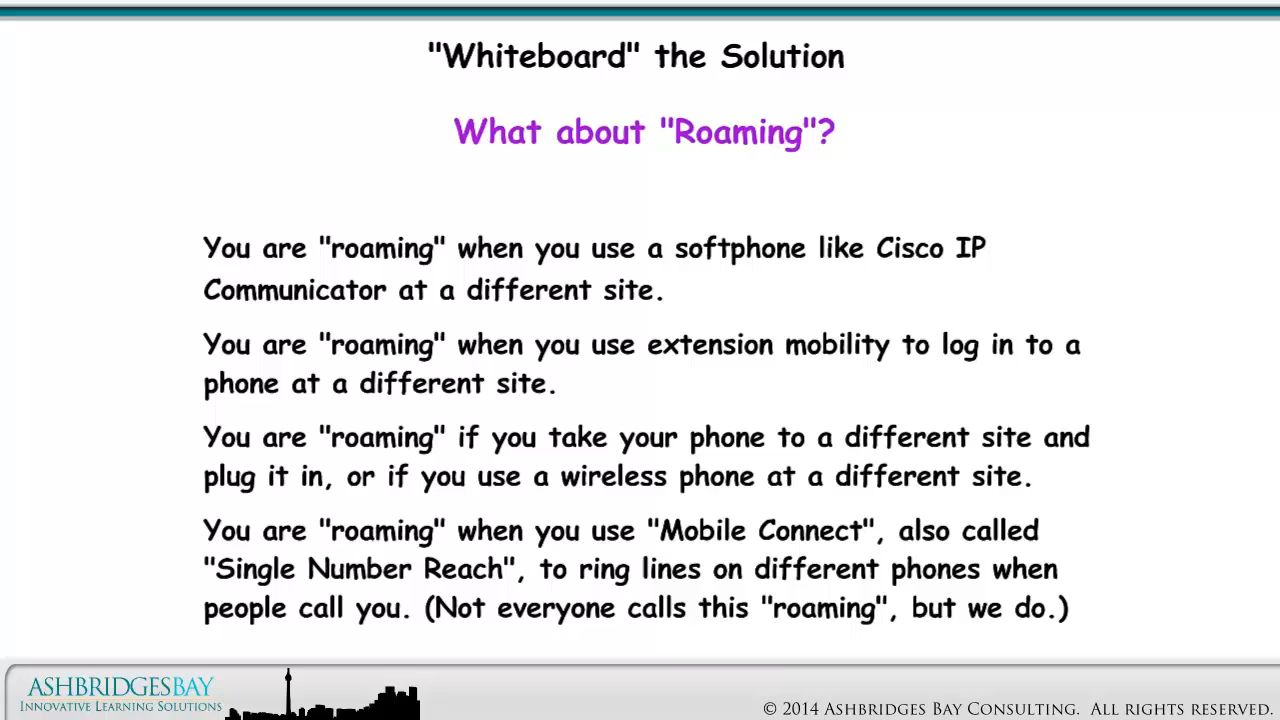 "Whiteboard" the Solution
What about "Roaming"?
You are "roaming" when you use a softphone like Cisco IP
Communicator at a different site.
You are "roaming" when you use extension mobility to log in to a
phone at a different site.
You are "roaming" if you take your phone to a different site and
plug it in, or if you use a wireless phone at a different site.
You are "roaming" when you use "Mobile Connect", also called
"Single Number Reach", to ring lines on different phones when
people call you. (Not everyone calls this "roaming", but we do.)
ASHBRIDGESBAY
INNOVATIVE LEARNING SOLUTIONS
© 2014 ASHBRIDGES BAY CONSULTING. ALL RIGHTS RESERVED.